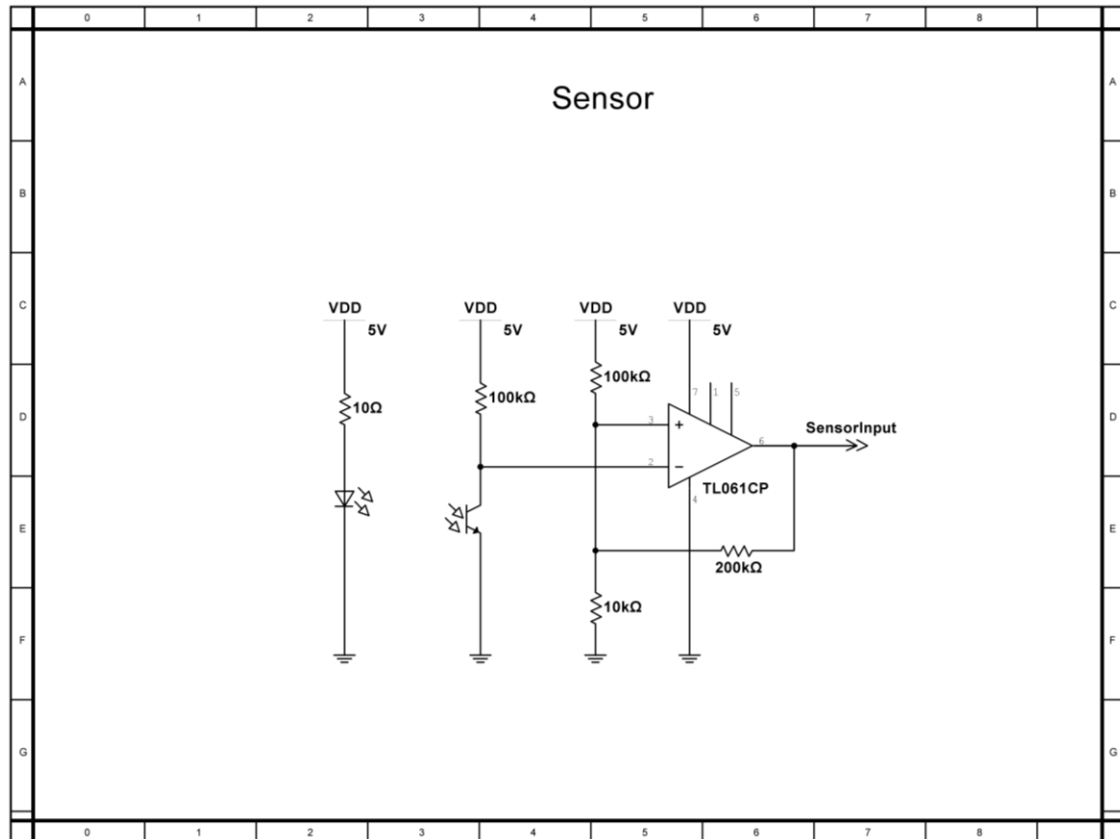 0 1 2 3 4 5 6 7 8
A A
Sensor
B B
C C
VDD VDD VDD VDD
5V 5V 5V 5V
100kΩ
7 1 5
100kΩ
D D
10Ω
3 +
SensorInput
6
2 −
TL061CP
4
E E
200kΩ
10kΩ
F F
G G
0 1 2 3 4 5 6 7 8